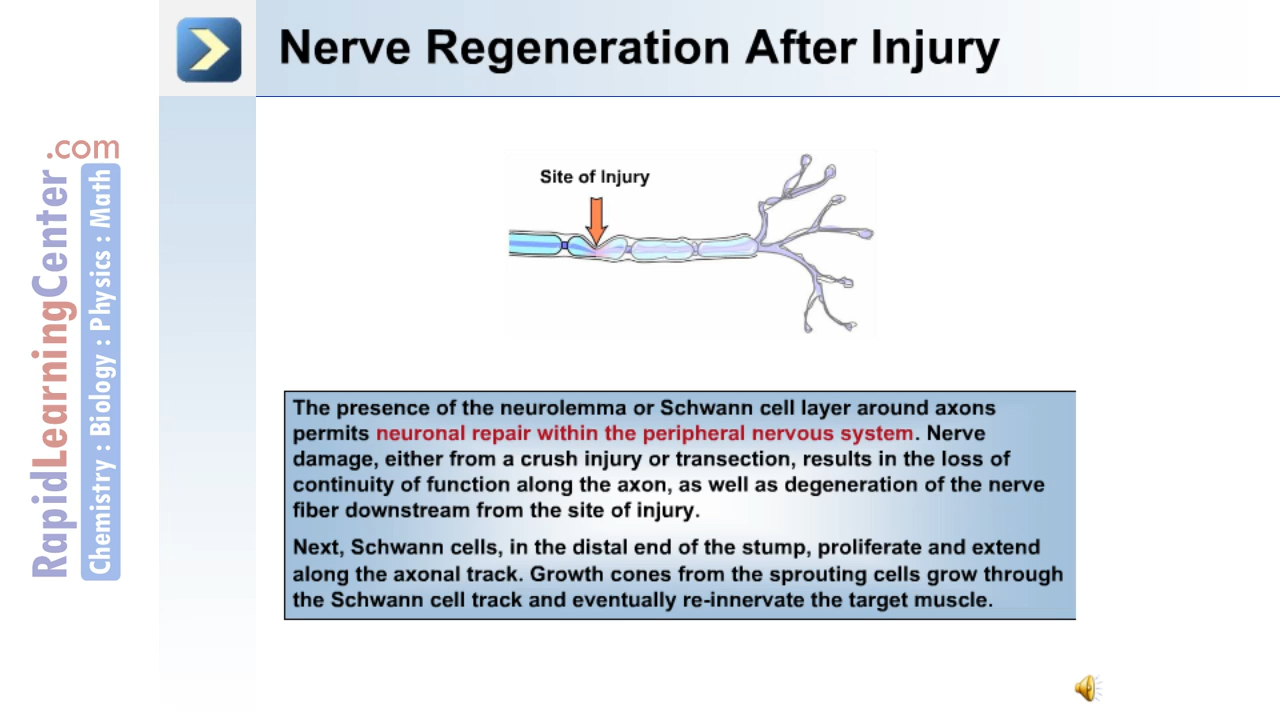 Nerve Regeneration After Injury
RapidLearningCenter.com
Chemistry : Biology : Physics : Math
Site of Injury
The presence of the neurolemma or Schwann cell layer around axons
permits neuronal repair within the peripheral nervous system. Nerve
damage, either from a crush injury or transection, results in the loss of
continuity of function along the axon, as well as degeneration of the nerve
fiber downstream from the site of injury.
Next, Schwann cells, in the distal end of the stump, proliferate and extend
along the axonal track. Growth cones from the sprouting cells grow through
the Schwann cell track and eventually re-innervate the target muscle.